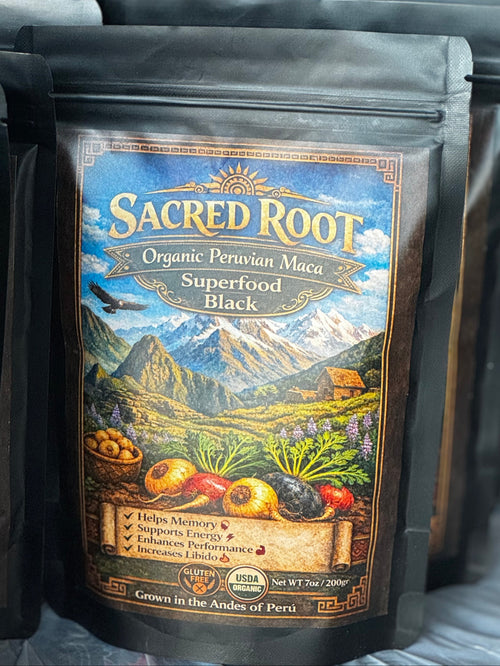 SACRED ROOT
Organic Peruvian Maca
Superfood
Black
✓ Helps Memory
✓ Supports Energy
✓ Enhances Performance
✓ Increases Libido
GLUTEN
FREE
USDA
ORGANIC
Net WT 7oz / 200gr
Grown in the Andes of Perú